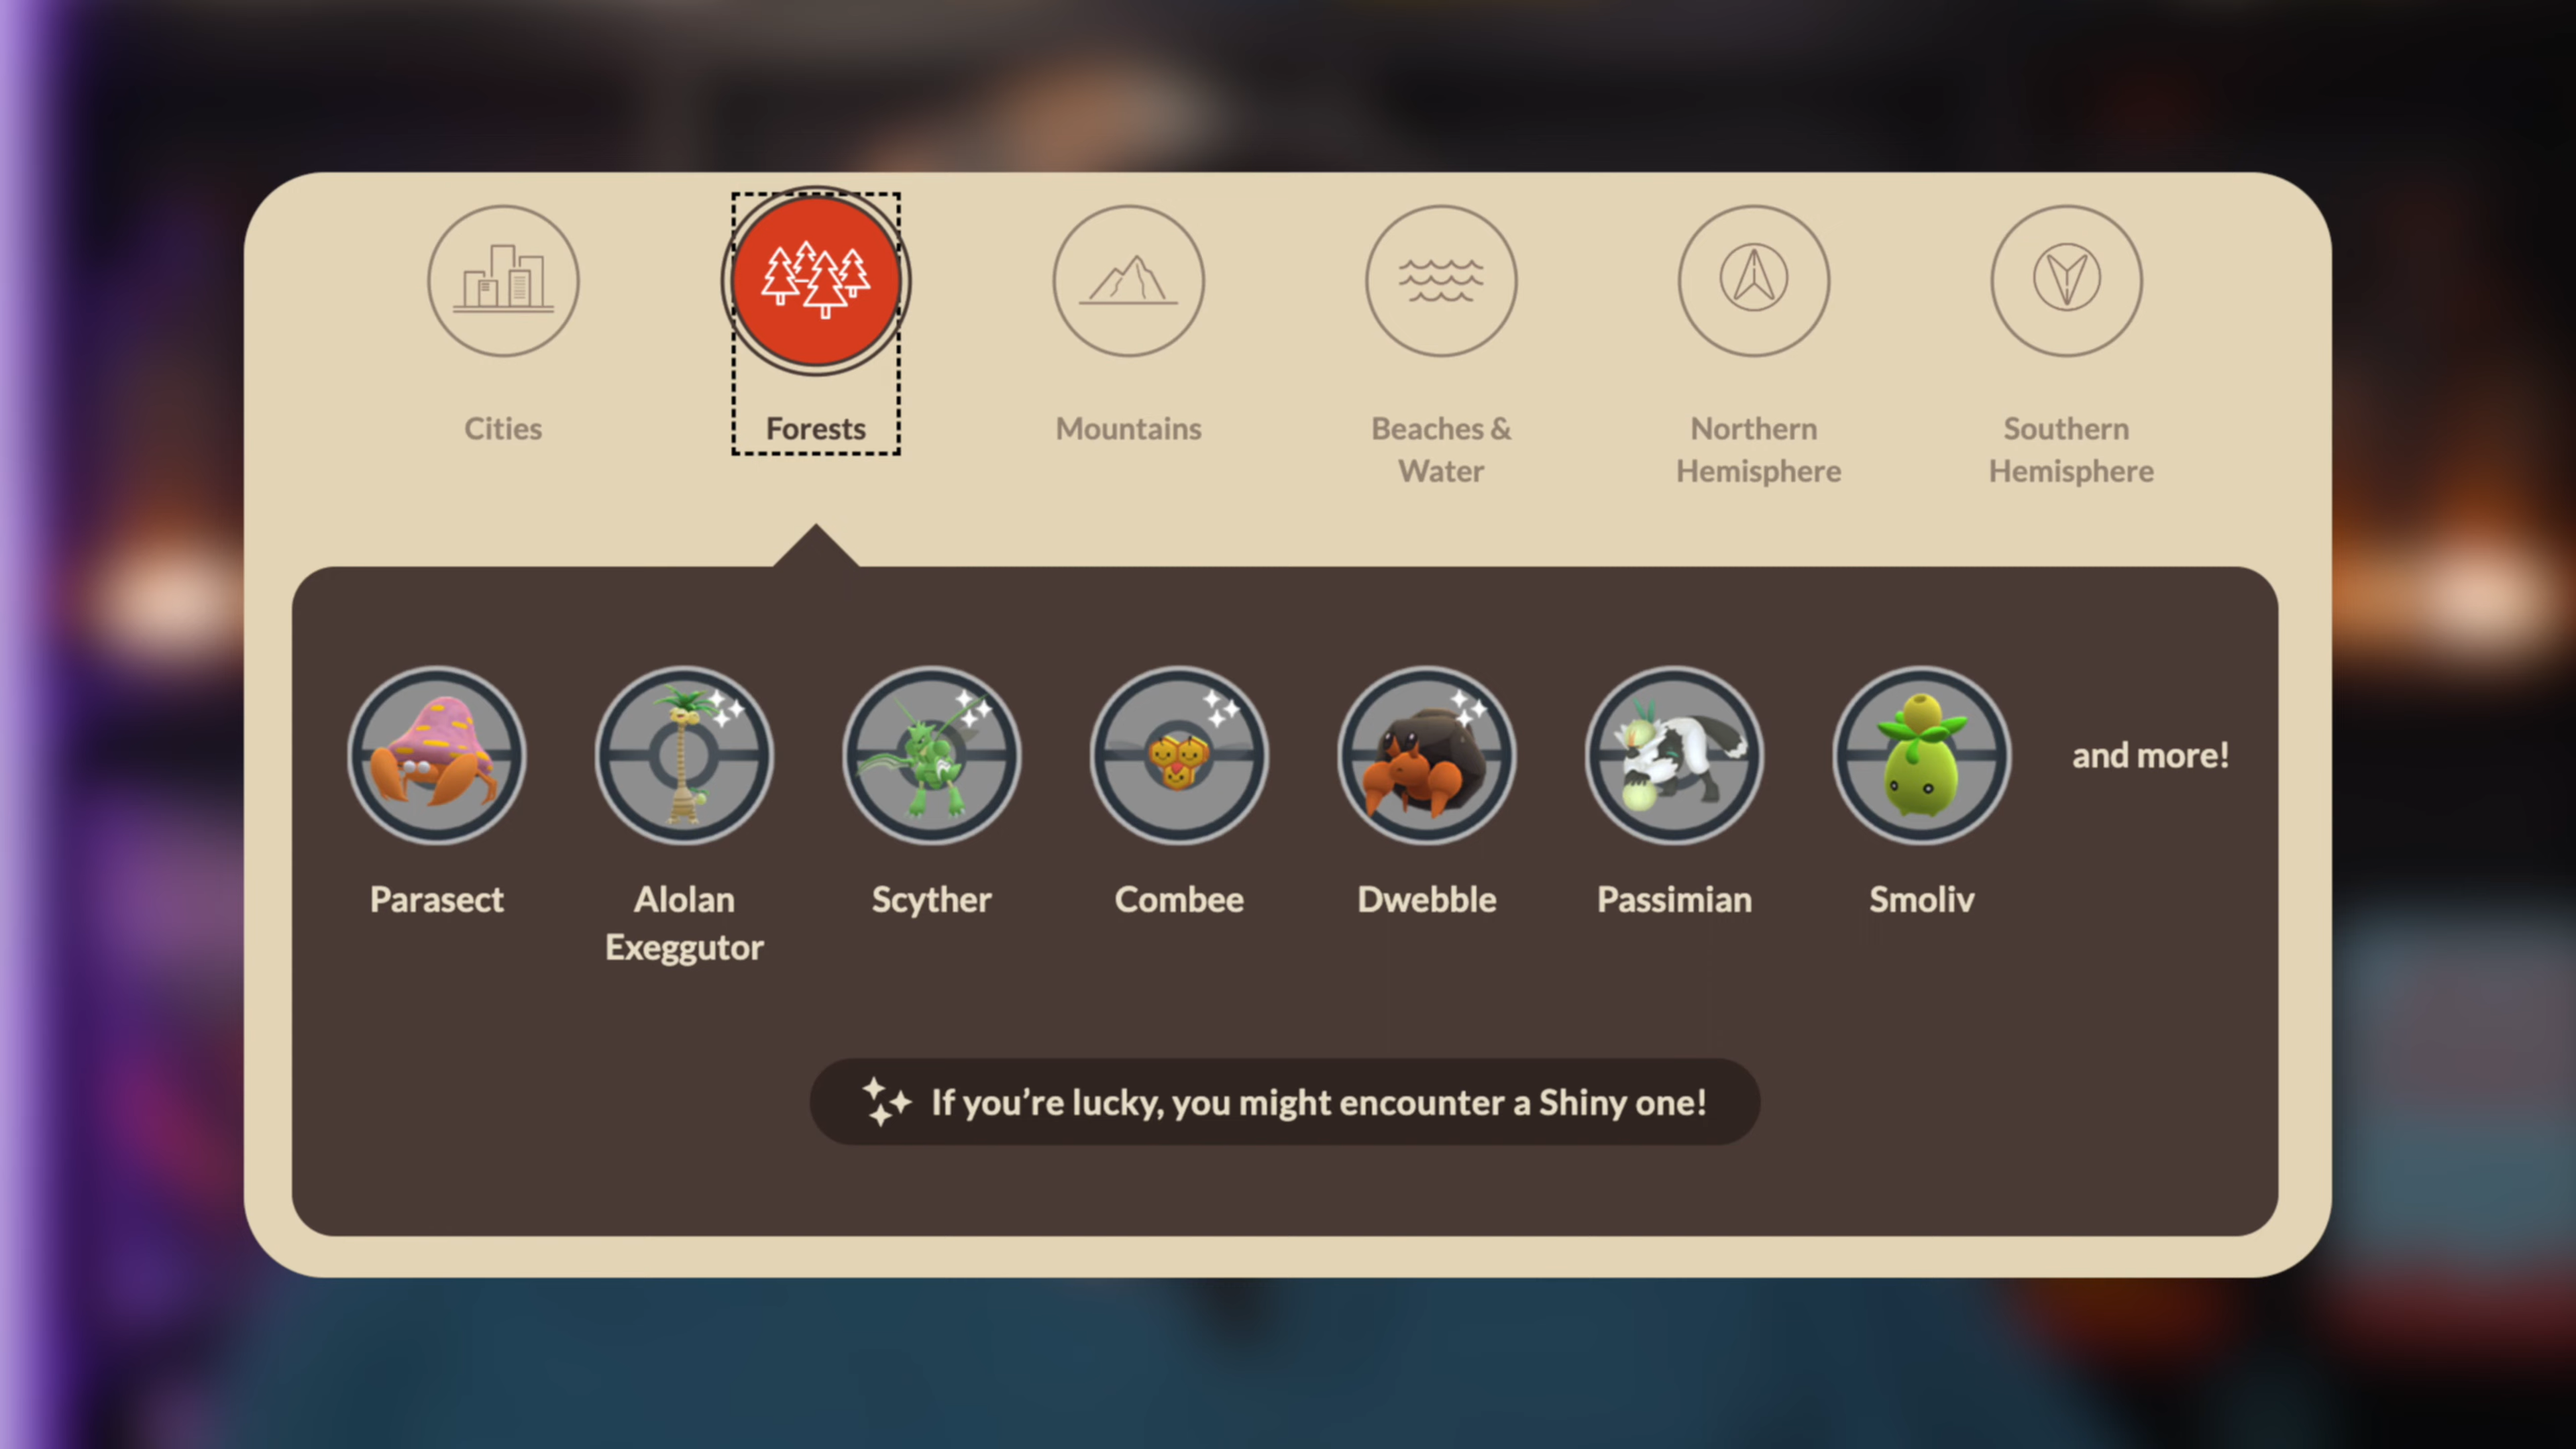 Cities
Forests
Mountains
Beaches &
Water
Northern
Hemisphere
Southern
Hemisphere
Parasect
Alolan
Exeggutor
Scyther
Combee
Dwebble
Passimian
Smoliv
and more!
If you’re lucky, you might encounter a Shiny one!